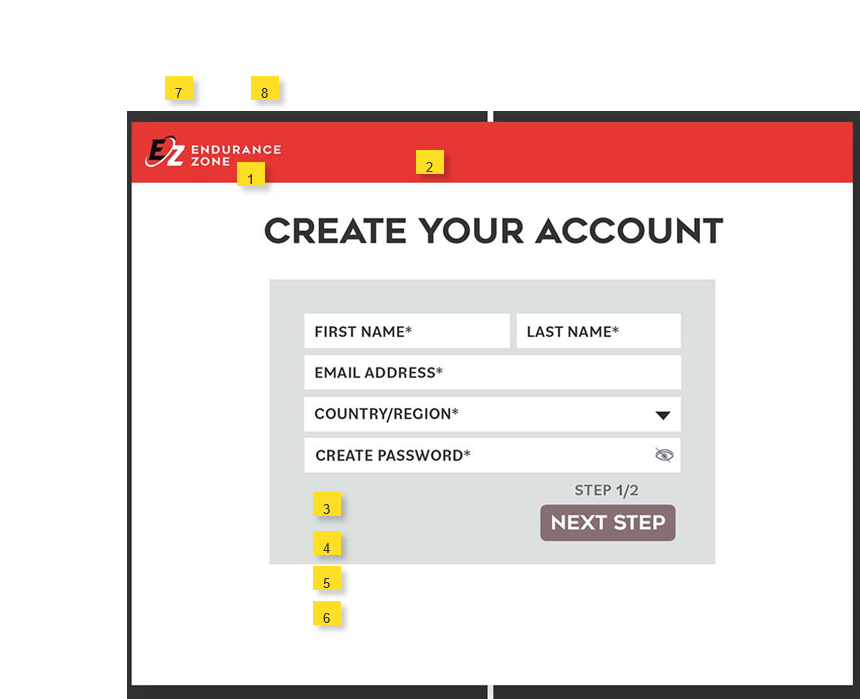 7 8
EZ ENDURANCE
ZONE
1
2
CREATE YOUR ACCOUNT
FIRST NAME* LAST NAME*
EMAIL ADDRESS*
COUNTRY/REGION*
CREATE PASSWORD*
STEP 1/2
3
NEXT STEP
4
5
6